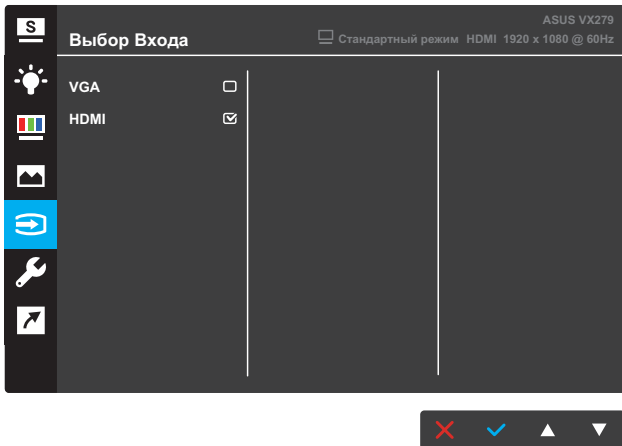 S
ASUS VX279
Выбор Входа
Стандартный режим HDMI 1920 x 1080 @ 60Hz
VGA
HDMI